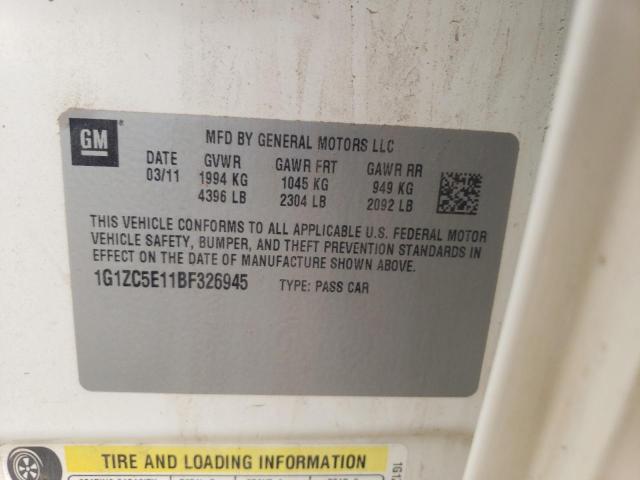 GM
MFD BY GENERAL MOTORS LLC
DATE GVWR GAWR FRT GAWR RR
03/11 1994 KG 1045 KG 949 KG
4396 LB 2304 LB 2092 LB
THIS VEHICLE CONFORMS TO ALL APPLICABLE U.S. FEDERAL MOTOR
VEHICLE SAFETY, BUMPER, AND THEFT PREVENTION STANDARDS IN
EFFECT ON THE DATE OF MANUFACTURE SHOWN ABOVE.
1G1ZC5E11BF326945 TYPE: PASS CAR
TIRE AND LOADING INFORMATION